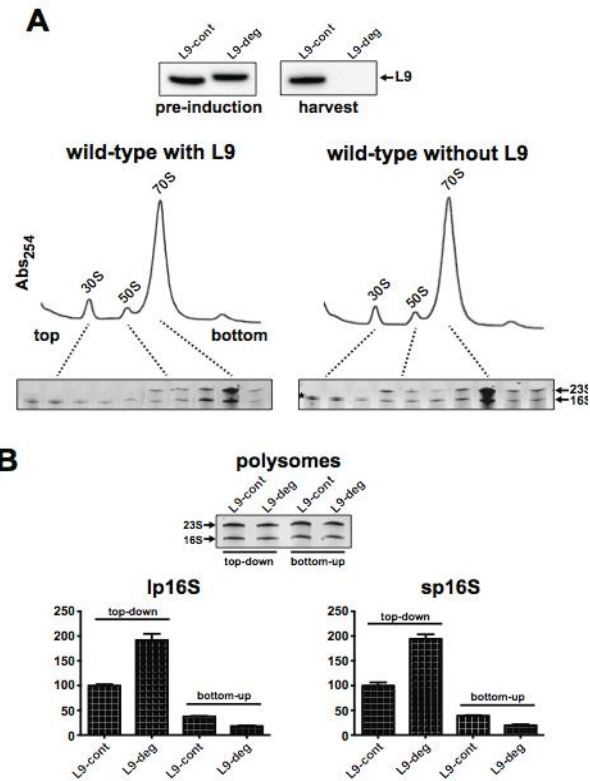 A
L9-cont L9-deg L9-cont L9-deg
←L9
pre-induction harvest
wild-type with L9 wild-type without L9
70S 70S
Abs254
30S 50S 30S 50S
top bottom
23S
* 16S
B
polysomes
L9-cont L9-deg L9-cont L9-deg
23S
16S
top-down bottom-up
lp16S sp16S
250 top-down 250 top-down
200 200
150 150
100 bottom-up 100 bottom-up
50 50
0 0
L9-cont L9-deg L9-cont L9-deg L9-cont L9-deg L9-cont L9-deg